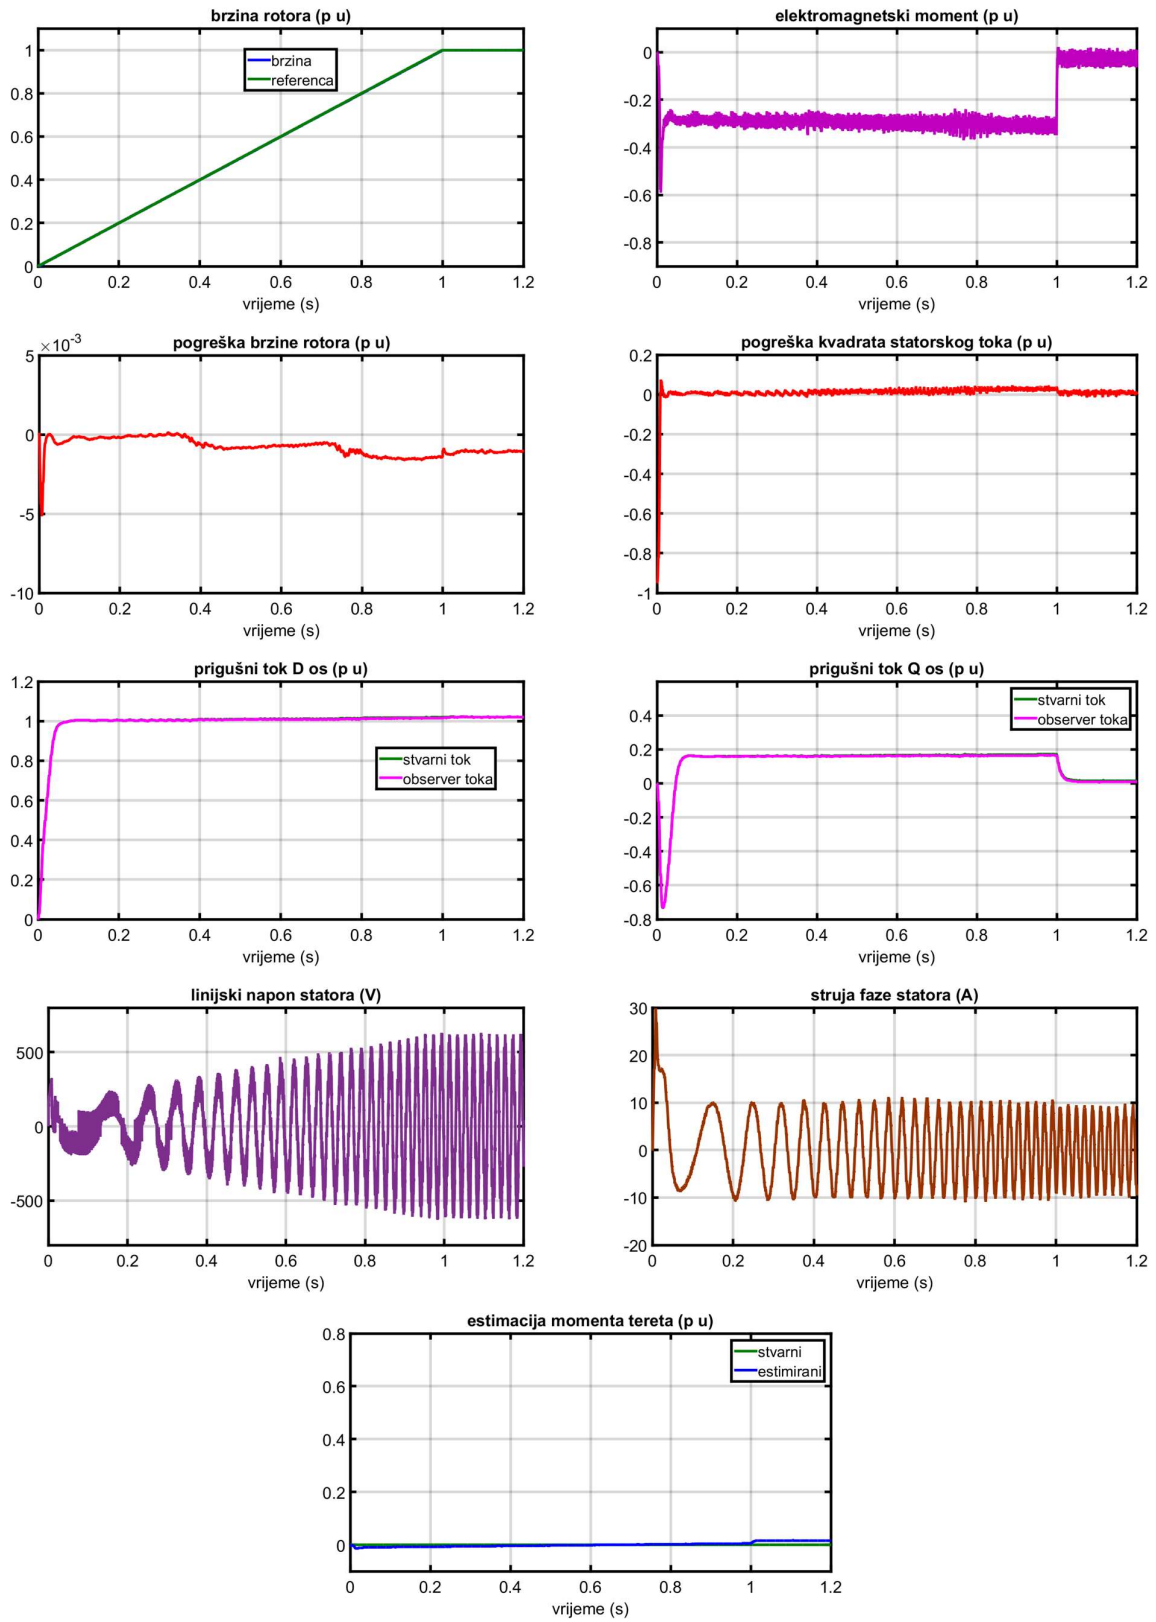 brzina rotora (p u)
1
0.8
0.6
0.4
0.2
0
brzina
referenca
0 0.2 0.4 0.6 0.8 1 1.2
vrijeme (s)
elektromagnetski moment (p u)
0
-0.2
-0.4
-0.6
-0.8
0 0.2 0.4 0.6 0.8 1 1.2
vrijeme (s)
pogreška brzine rotora (p u)
×10-3
5
0
-5
-10
0 0.2 0.4 0.6 0.8 1 1.2
vrijeme (s)
pogreška kvadrata statorskog toka (p u)
0.2
0
-0.2
-0.4
-0.6
-0.8
-1
0 0.2 0.4 0.6 0.8 1 1.2
vrijeme (s)
prigušni tok D os (p u)
1.2
1
0.8
0.6
0.4
0.2
0
stvarni tok
observer toka
0 0.2 0.4 0.6 0.8 1 1.2
vrijeme (s)
prigušni tok Q os (p u)
0.4
0.2
0
-0.2
-0.4
-0.6
-0.8
stvarni tok
observer toka
0 0.2 0.4 0.6 0.8 1 1.2
vrijeme (s)
linijski napon statora (V)
500
0
-500
0 0.2 0.4 0.6 0.8 1 1.2
vrijeme (s)
struja faze statora (A)
30
20
10
0
-10
-20
0 0.2 0.4 0.6 0.8 1 1.2
vrijeme (s)
estimacija momenta tereta (p u)
0.8
0.6
0.4
0.2
0
stvarni
estimirani
0 0.2 0.4 0.6 0.8 1 1.2
vrijeme (s)